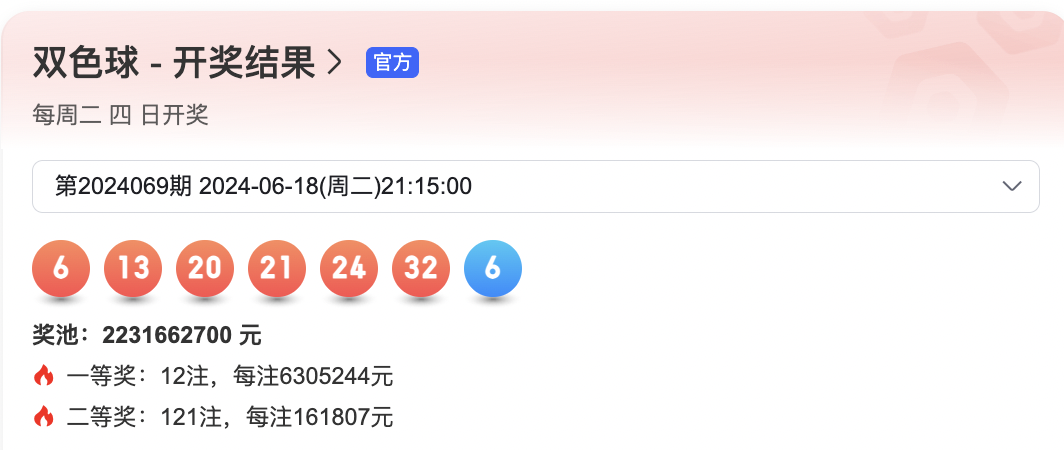 双色球 - 开奖结果 官方
每周二 四 日开奖
第2024069期 2024-06-18(周二)21:15:00
6 13 20 21 24 32 6
奖池：2231662700 元
一等奖：12注，每注6305244元
二等奖：121注，每注161807元